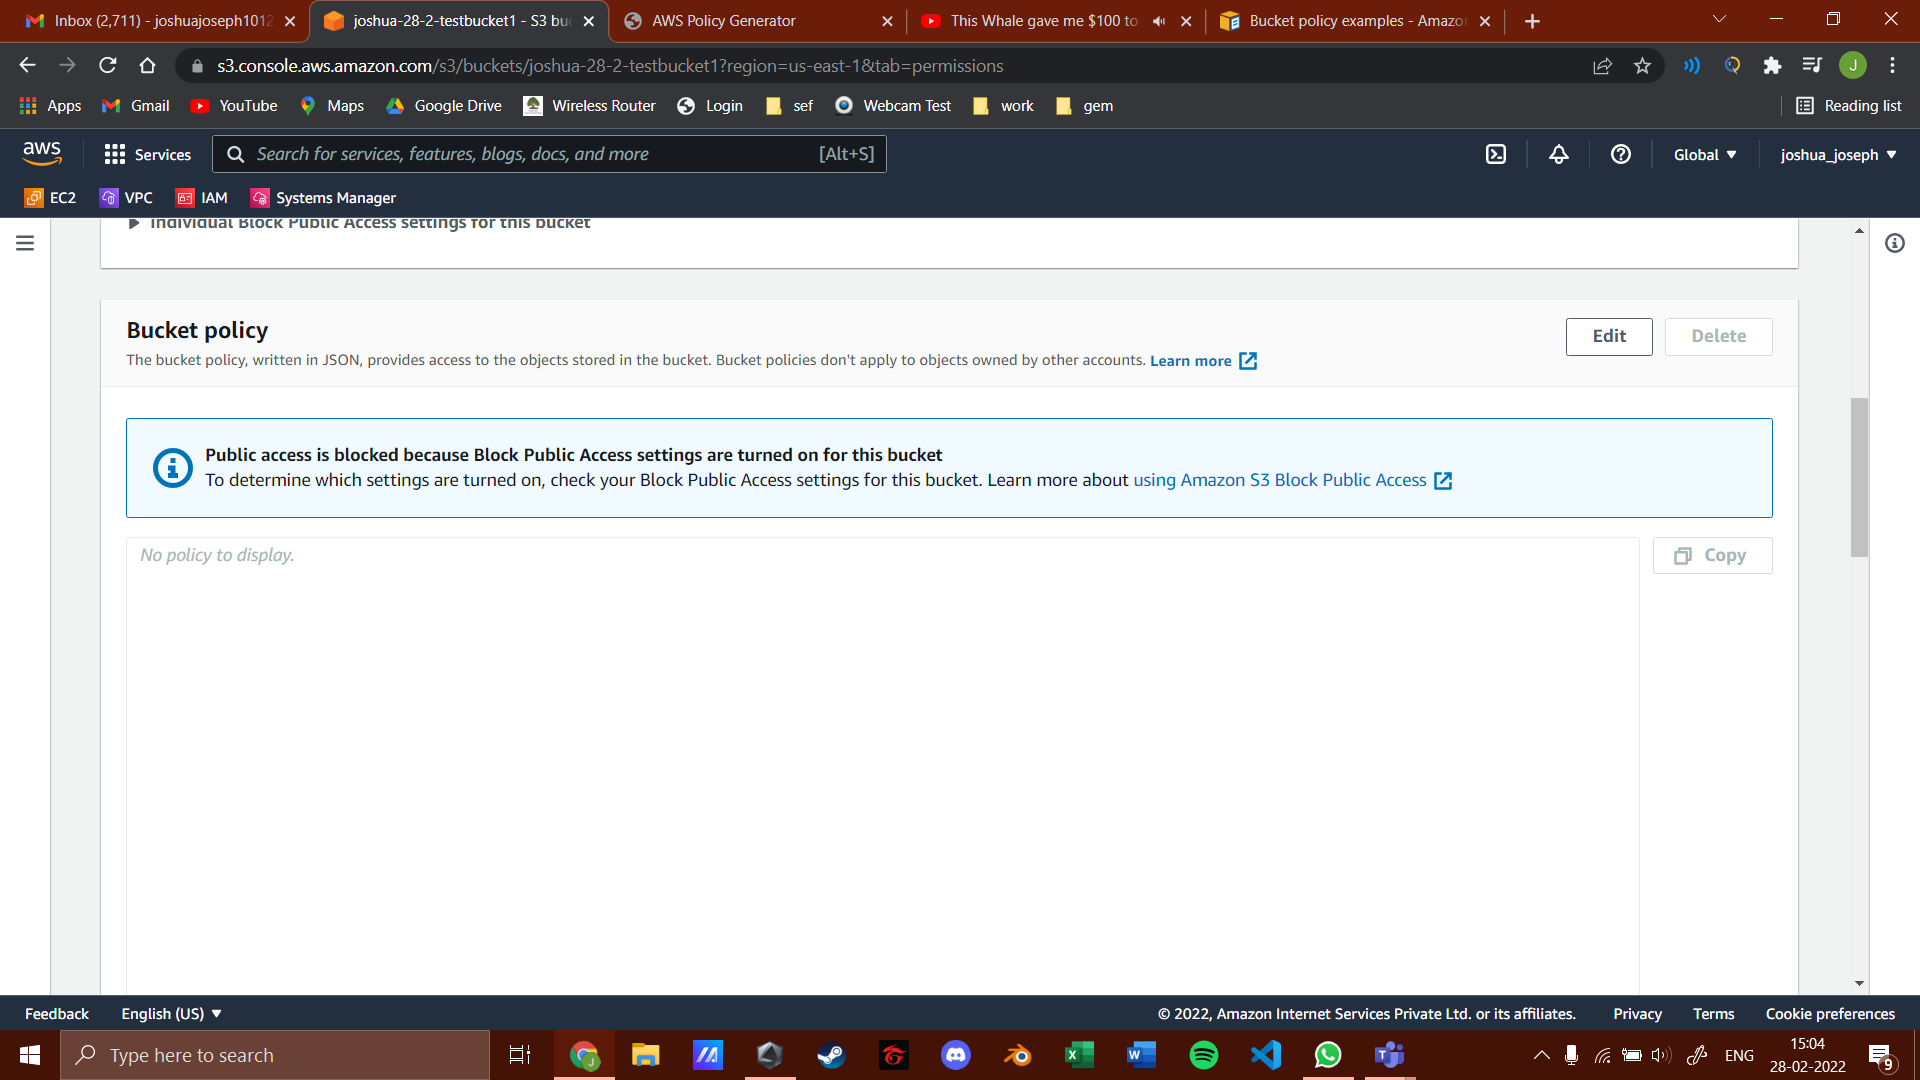 Inbox (2,711) - joshuajoseph1012
joshua-28-2-testbucket1 - S3 buc
AWS Policy Generator
This Whale gave me $100 to
Bucket policy examples - Amazon
s3.console.aws.amazon.com/s3/buckets/joshua-28-2-testbucket1?region=us-east-1&tab=permissions
J
Apps
Gmail
YouTube
Maps
Google Drive
Wireless Router
Login
sef
Webcam Test
work
gem
Reading list
aws
Services
Search for services, features, blogs, docs, and more
[Alt+S]
Global
joshua_joseph
EC2
VPC
IAM
Systems Manager
Individual Block Public Access settings for this bucket
Bucket policy
Edit
Delete
The bucket policy, written in JSON, provides access to the objects stored in the bucket. Bucket policies don't apply to objects owned by other accounts. Learn more
Public access is blocked because Block Public Access settings are turned on for this bucket
To determine which settings are turned on, check your Block Public Access settings for this bucket. Learn more about using Amazon S3 Block Public Access
No policy to display.
Copy
Feedback
English (US)
© 2022, Amazon Internet Services Private Ltd. or its affiliates.
Privacy
Terms
Cookie preferences
Type here to search
ENG
15:04
28-02-2022
9